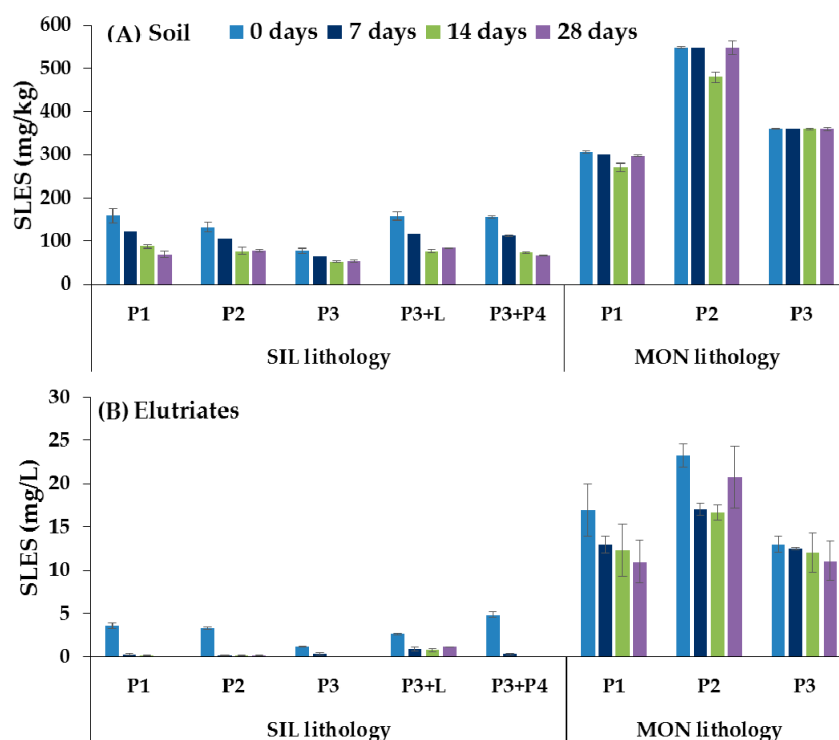 (A) Soil 0 days 7 days 14 days 28 days
SLES (mg/kg)
600
500
400
300
200
100
0
P1 P2 P3 P3+L P3+P4 P1 P2 P3
SIL lithology MON lithology
(B) Elutriates
SLES (mg/L)
30
25
20
15
10
5
0
P1 P2 P3 P3+L P3+P4 P1 P2 P3
SIL lithology MON lithology